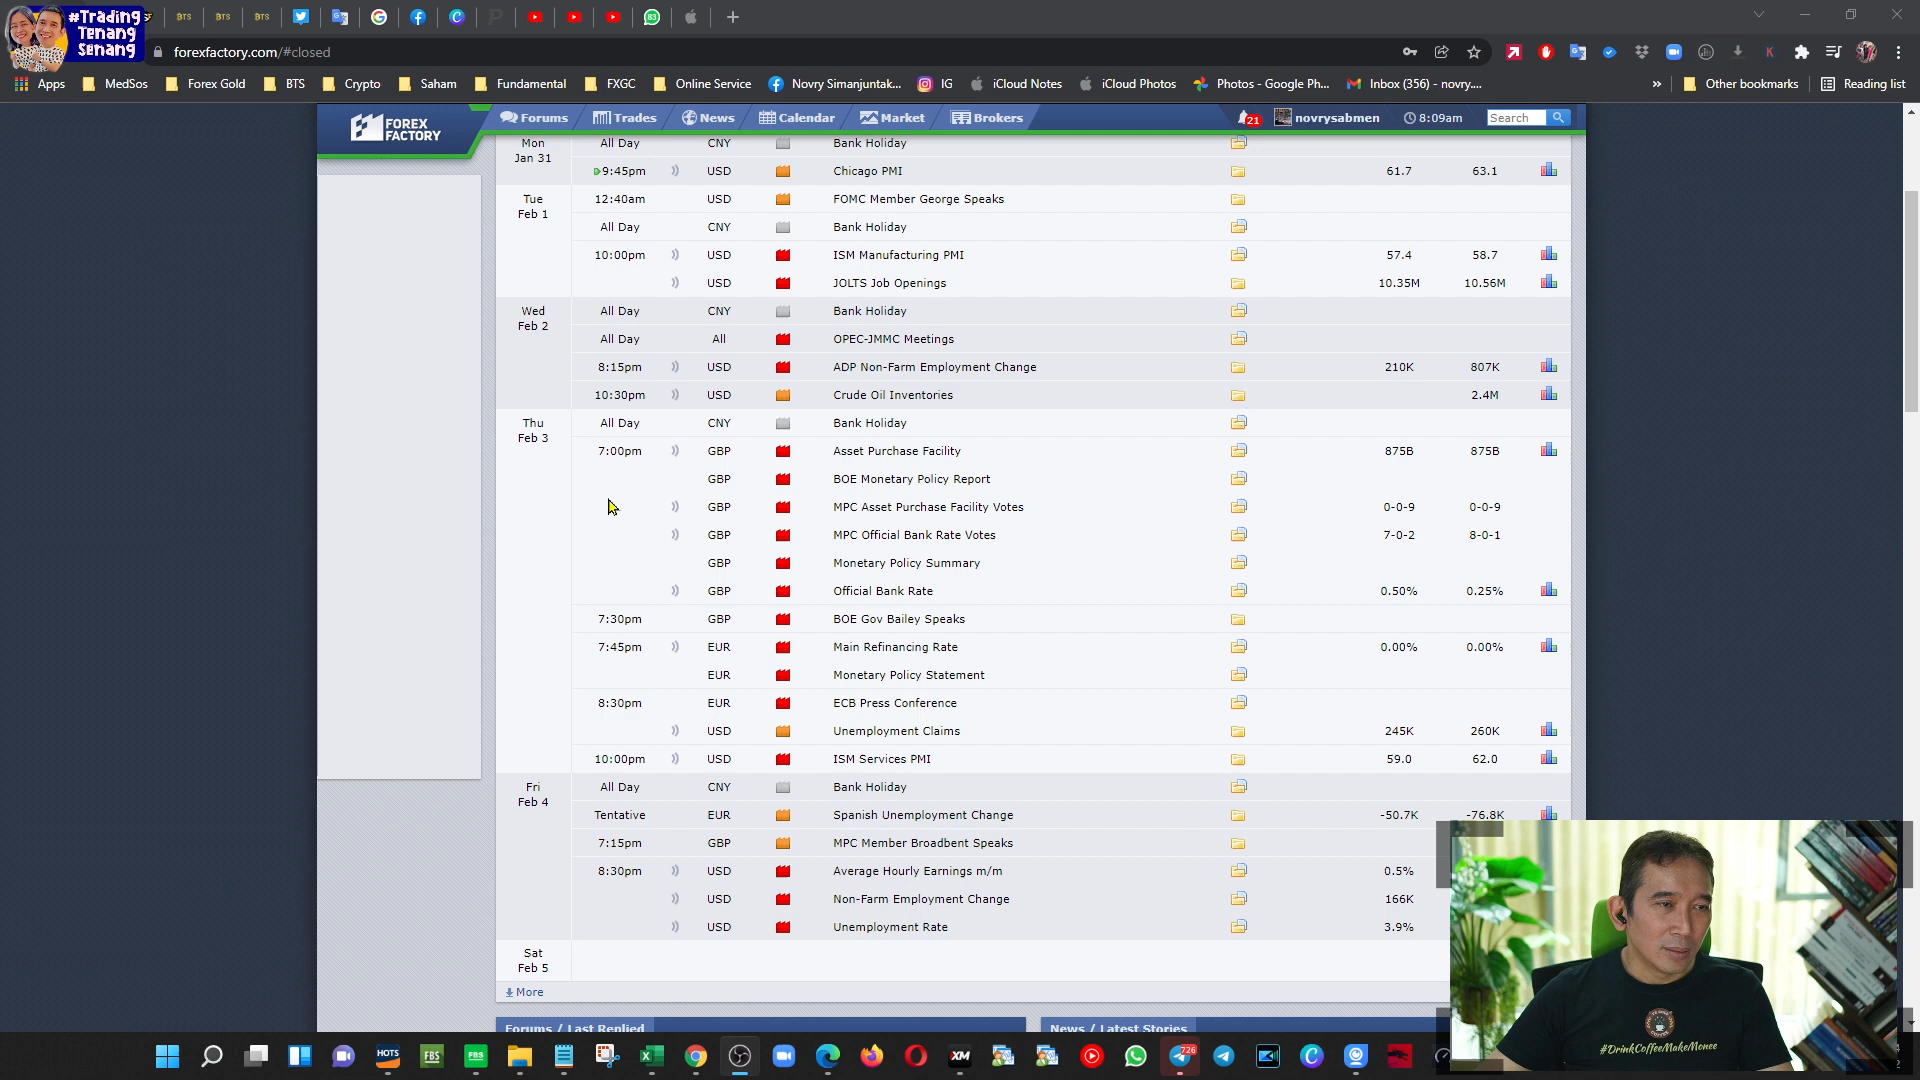 #Trading
Tenang
Senang
BTS BTS BTS
forexfactory.com/#closed
Apps MedSos Forex Gold BTS Crypto Saham Fundamental FXGC Online Service Novry Simanjuntak... IG iCloud Notes iCloud Photos Photos - Google Ph... Inbox (356) - novry.... » Other bookmarks Reading list
FOREX FACTORY Forums Trades News Calendar Market Brokers 21 novrysabmen 8:09am Search
Mon Jan 31 All Day CNY Bank Holiday
9:45pm USD Chicago PMI 61.7 63.1
Tue Feb 1 12:40am USD FOMC Member George Speaks
All Day CNY Bank Holiday
10:00pm USD ISM Manufacturing PMI 57.4 58.7
USD JOLTS Job Openings 10.35M 10.56M
Wed Feb 2 All Day CNY Bank Holiday
All Day All OPEC-JMMC Meetings
8:15pm USD ADP Non-Farm Employment Change 210K 807K
10:30pm USD Crude Oil Inventories 2.4M
Thu Feb 3 All Day CNY Bank Holiday
7:00pm GBP Asset Purchase Facility 875B 875B
GBP BOE Monetary Policy Report
GBP MPC Asset Purchase Facility Votes 0-0-9 0-0-9
GBP MPC Official Bank Rate Votes 7-0-2 8-0-1
GBP Monetary Policy Summary
GBP Official Bank Rate 0.50% 0.25%
7:30pm GBP BOE Gov Bailey Speaks
7:45pm EUR Main Refinancing Rate 0.00% 0.00%
EUR Monetary Policy Statement
8:30pm EUR ECB Press Conference
USD Unemployment Claims 245K 260K
10:00pm USD ISM Services PMI 59.0 62.0
Fri Feb 4 All Day CNY Bank Holiday
Tentative EUR Spanish Unemployment Change -50.7K -76.8K
7:15pm GBP MPC Member Broadbent Speaks
8:30pm USD Average Hourly Earnings m/m 0.5%
USD Non-Farm Employment Change 166K
USD Unemployment Rate 3.9%
Sat Feb 5
More
Forums / Last Replied News / Latest Stories
#DrinkCoffeeMakeMonee
HOTS FBS FBS XM 726